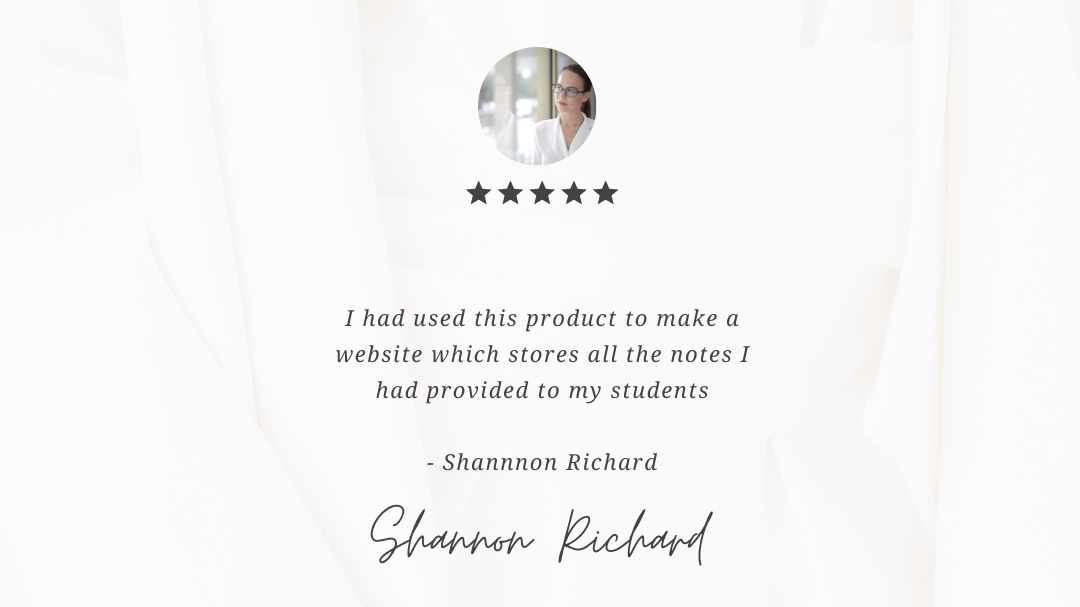 I had used this product to make a
website which stores all the notes I
had provided to my students
- Shannnon Richard
Shannon Richard